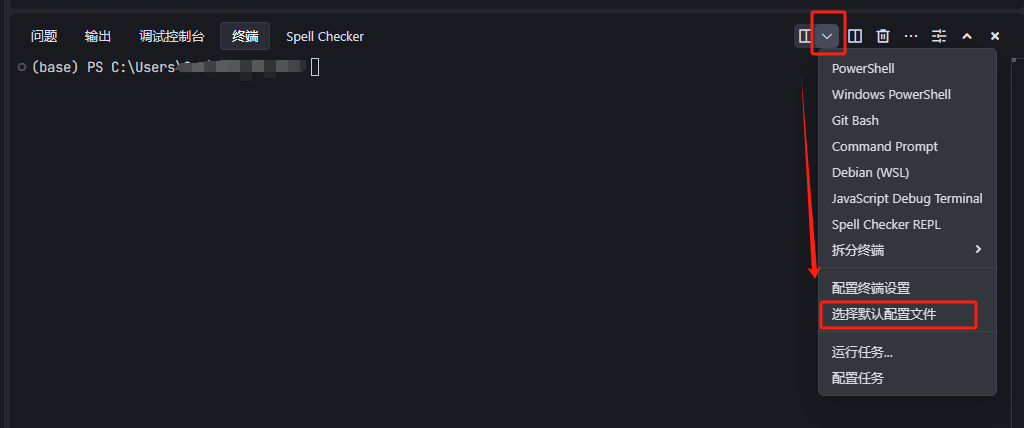 问题 输出 调试控制台 终端 Spell Checker
(base) PS C:\Users\
PowerShell
Windows PowerShell
Git Bash
Command Prompt
Debian (WSL)
JavaScript Debug Terminal
Spell Checker REPL
拆分终端
配置终端设置
选择默认配置文件
运行任务...
配置任务